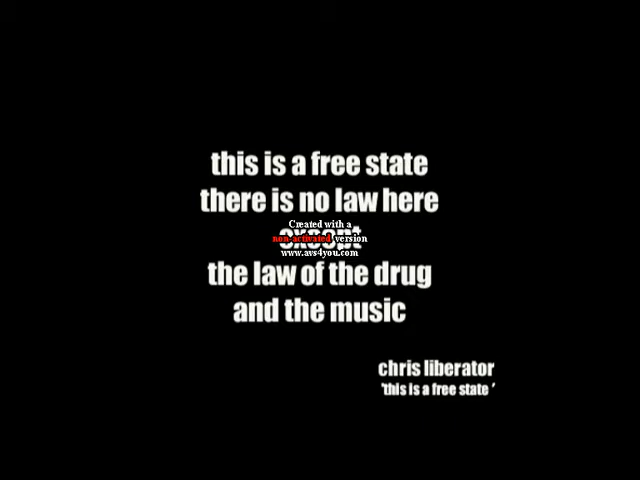 this is a free state
there is no law here
except
Created with a
non-activated version
www.avs4you.com
the law of the drug
and the music
chris liberator
'this is a free state '